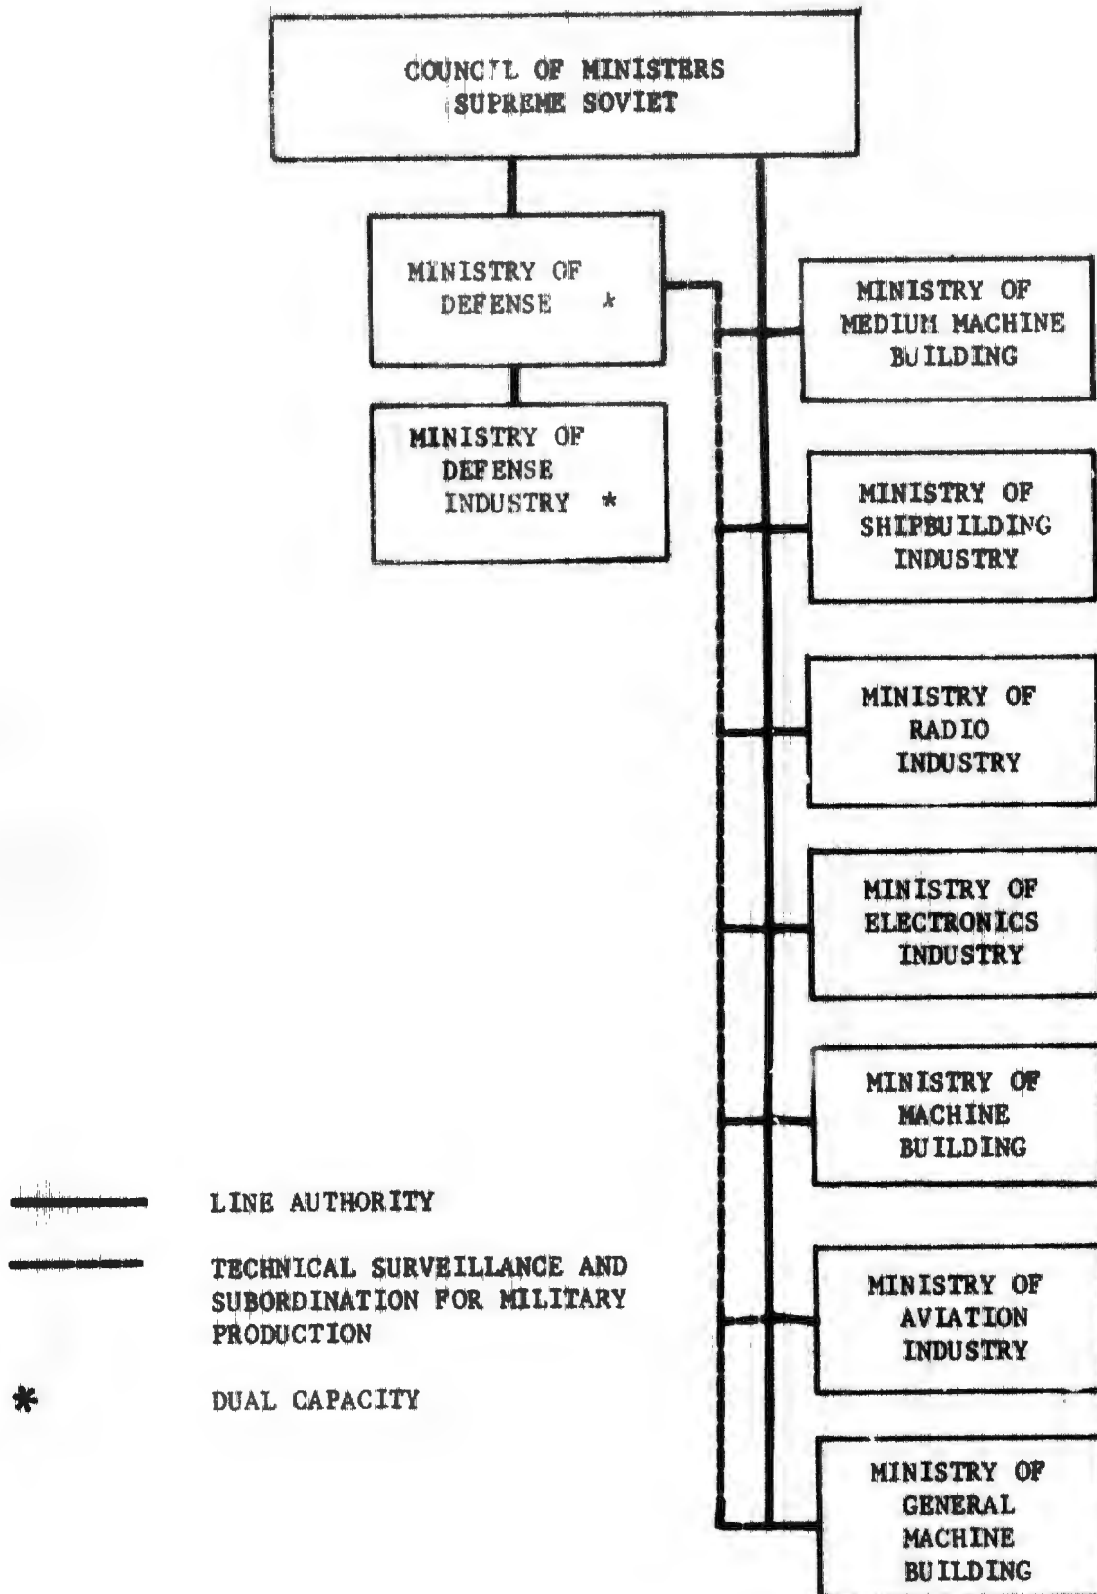 COUNCIL OF MINISTERS
SUPREME SOVIET
MINISTRY OF
DEFENSE *
MINISTRY OF
DEFENSE
INDUSTRY *
MINISTRY OF
MEDIUM MACHINE
BUILDING
MINISTRY OF
SHIPBUILDING
INDUSTRY
MINISTRY OF
RADIO
INDUSTRY
MINISTRY OF
ELECTRONICS
INDUSTRY
MINISTRY OF
MACHINE
BUILDING
MINISTRY OF
AVIATION
INDUSTRY
MINISTRY OF
GENERAL
MACHINE
BUILDING
LINE AUTHORITY
TECHNICAL SURVEILLANCE AND
SUBORDINATION FOR MILITARY
PRODUCTION
* DUAL CAPACITY